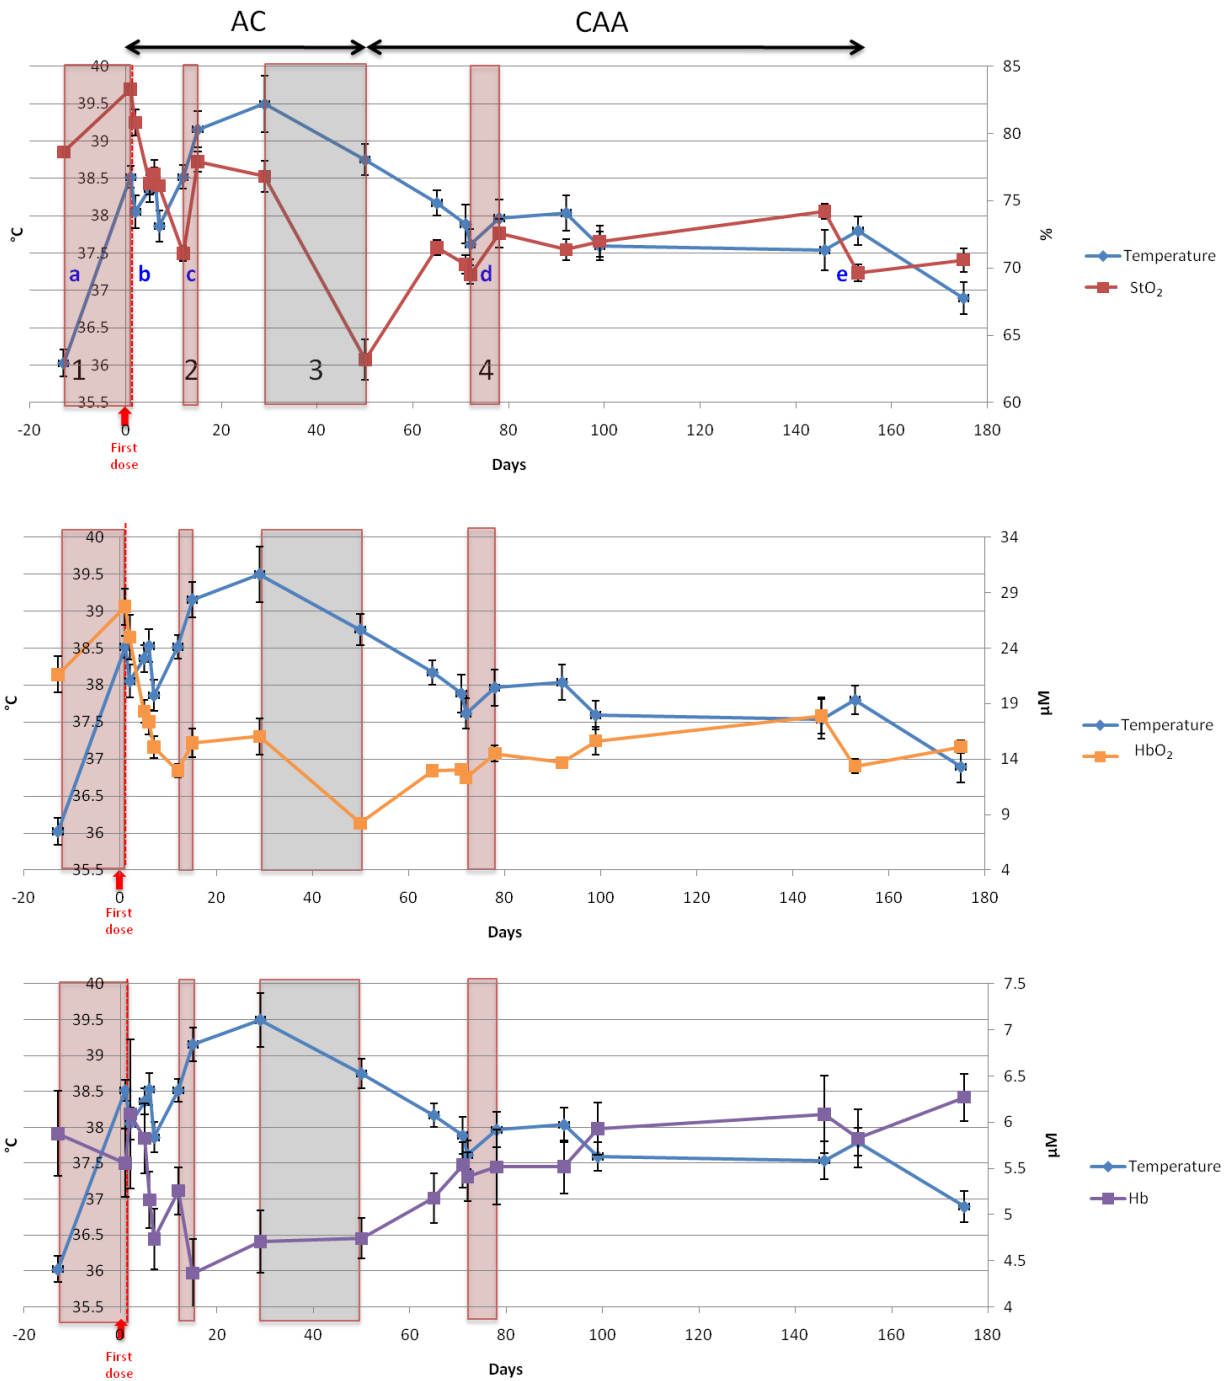 AC CAA
40 85
39.5
39 80
38.5
38 75
°C %
37.5 70
a b c d e
Temperature
StO2
37
36.5 65
36
1 2 3 4
35.5 60
-20 0 20 40 60 80 100 120 140 160 180
First
dose
Days
40 34
39.5 29
39
38.5 24
38
°C µM
37.5 19
Temperature
HbO2
37 14
36.5 9
36
35.5 4
-20 0 20 40 60 80 100 120 140 160 180
First
dose
Days
40 7.5
39.5 7
39 6.5
38.5
38 6
°C µM
37.5 5.5
Temperature
Hb
37 5
36.5 4.5
36
35.5 4
-20 0 20 40 60 80 100 120 140 160 180
First
dose
Days